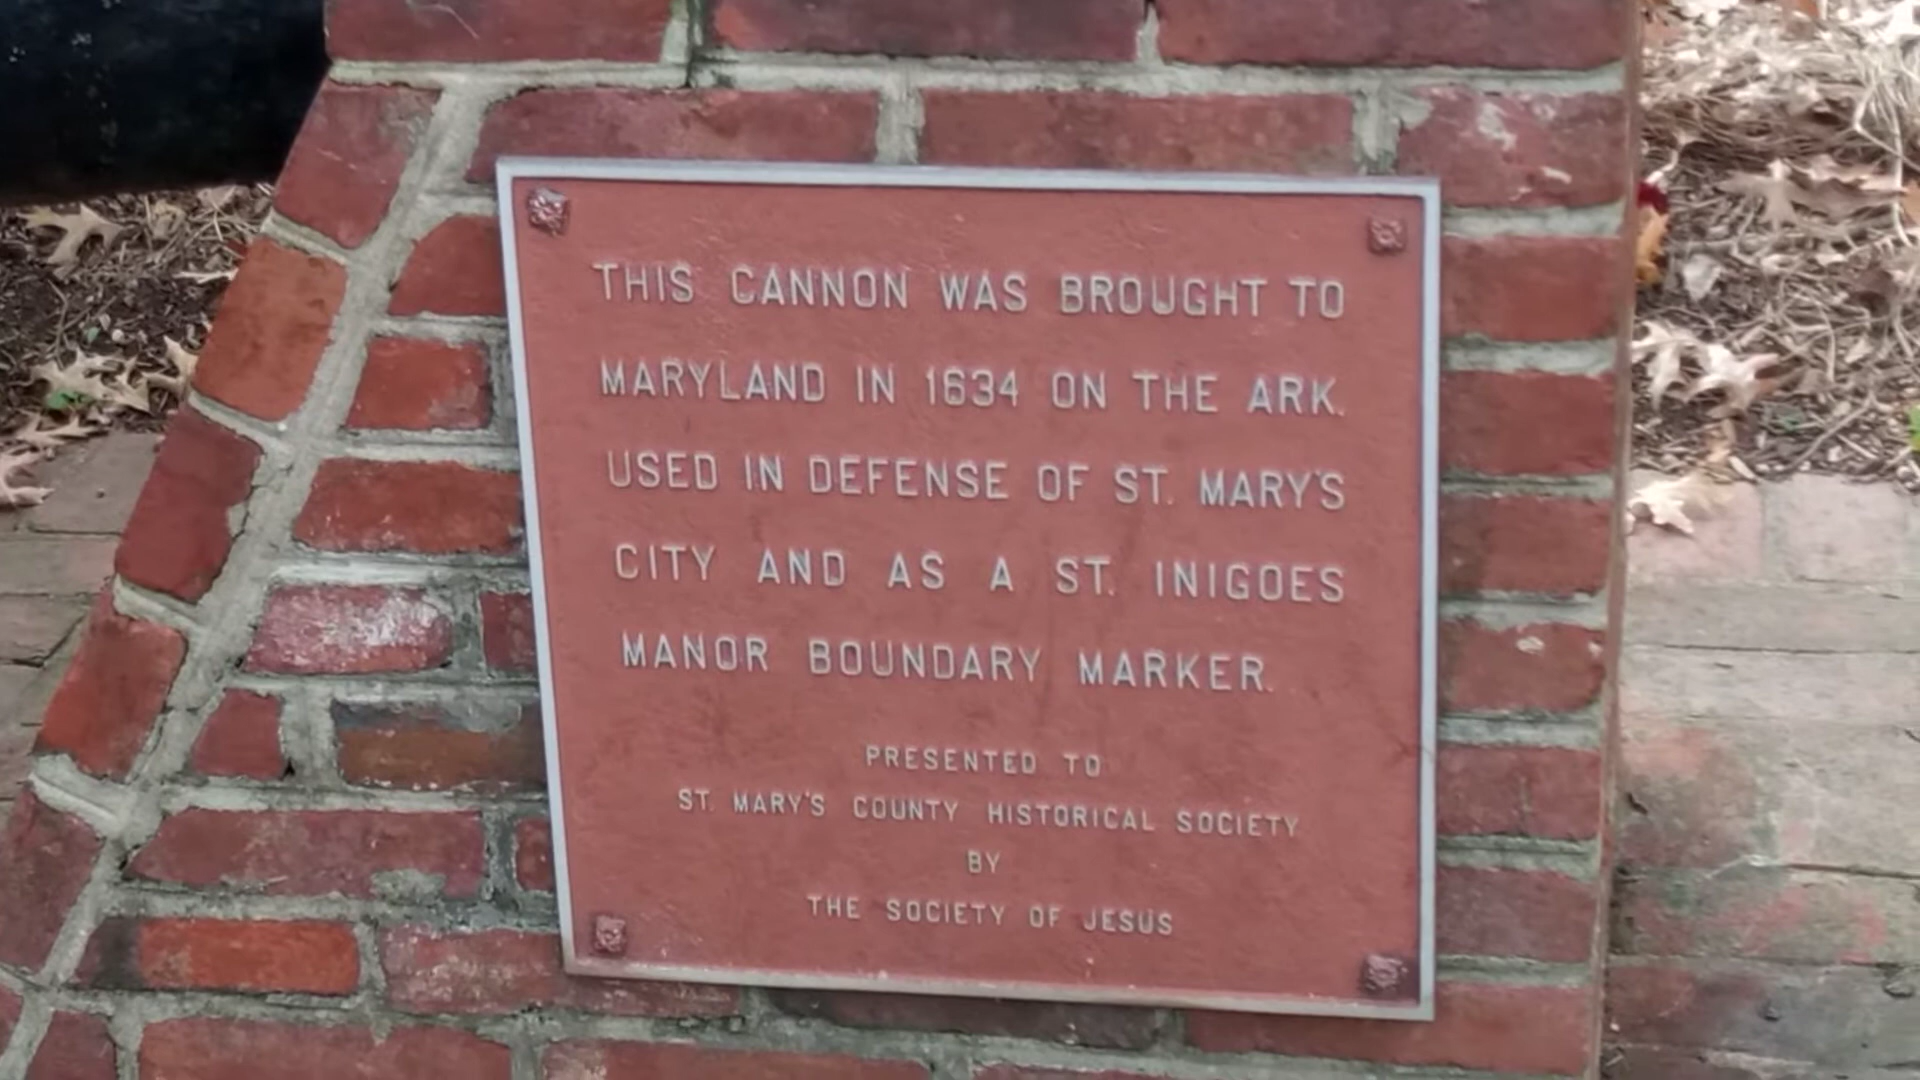 THIS CANNON WAS BROUGHT TO
MARYLAND IN 1634 ON THE ARK.
USED IN DEFENSE OF ST. MARY'S
CITY AND AS A ST. INIGOES
MANOR BOUNDARY MARKER.
PRESENTED TO
ST. MARY'S COUNTY HISTORICAL SOCIETY
BY
THE SOCIETY OF JESUS